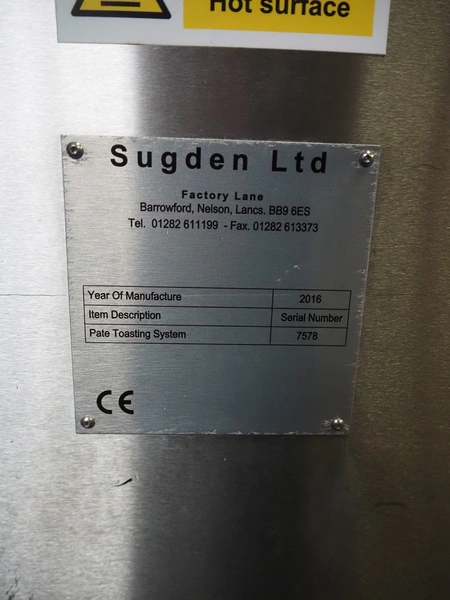 Hot surface
Sugden Ltd
Factory Lane
Barrowford, Nelson, Lancs. BB9 6ES
Tel. 01282 611199 - Fax. 01282 613373
Year Of Manufacture 2016
Item Description Serial Number
Pate Toasting System 7578
CE